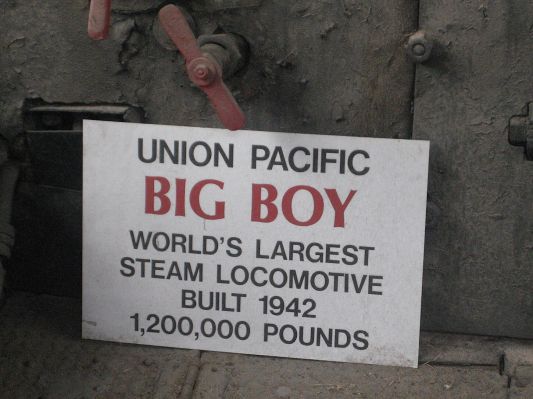 UNION PACIFIC
BIG BOY
WORLD'S LARGEST
STEAM LOCOMOTIVE
BUILT 1942
1,200,000 POUNDS